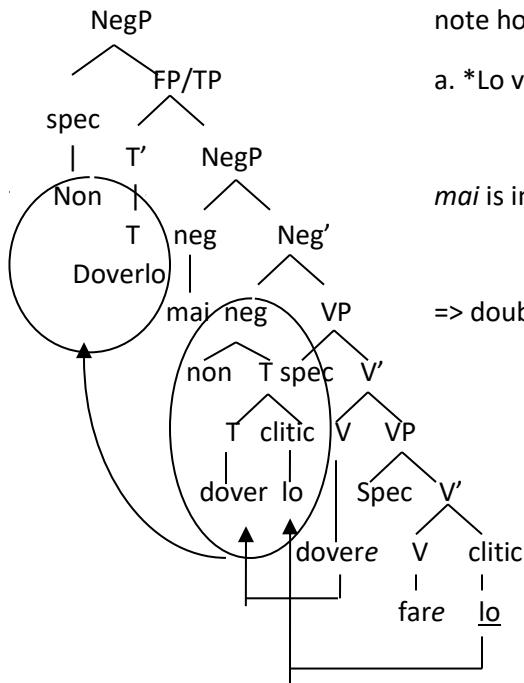 NegP
note ho
FP/TP
a. *Lo v
spec
T’ NegP
Non
mai is in
T neg Neg’
Doverlo
mai neg VP
=> doub
non T spec V’
T clitic V VP
dover lo Spec V’
dovere V clitic
fare lo